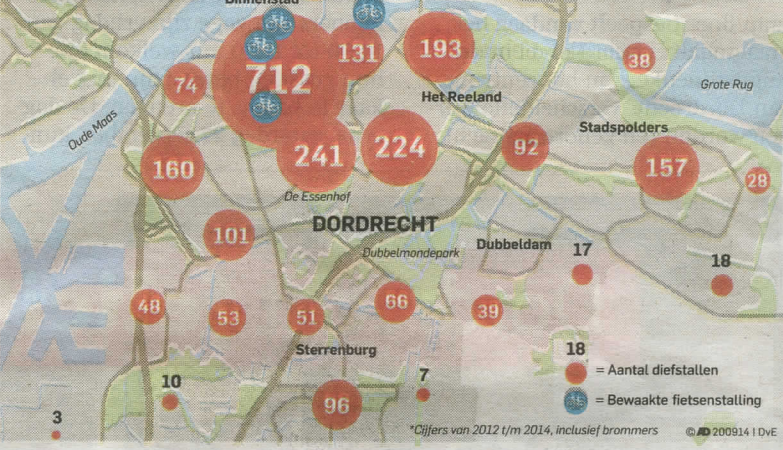 Binnenstad
131
193
38
712
74
Grote Rug
Het Reeland
Oude Maas
Stadspolders
92
224
241
160
157
28
De Essenhof
DORDRECHT
101
Dubbeldam
17
Dubbelmondepark
18
66
48
39
53
51
18
Sterrenburg
= Aantal diefstallen
10
7
= Bewaakte fietsenstalling
96
3
*Cijfers van 2012 t/m 2014, inclusief brommers
© AD 200914 | DvE